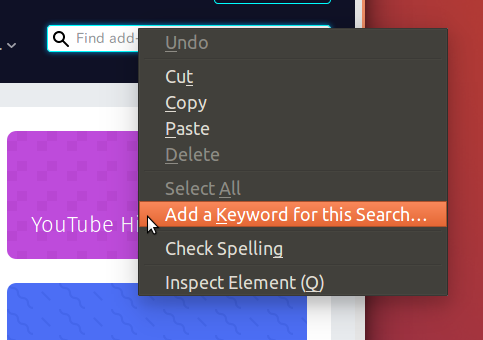 Find add-
Undo
Cut
Copy
Paste
Delete
Select All
Add a Keyword for this Search...
YouTube Hi
Check Spelling
Inspect Element (Q)